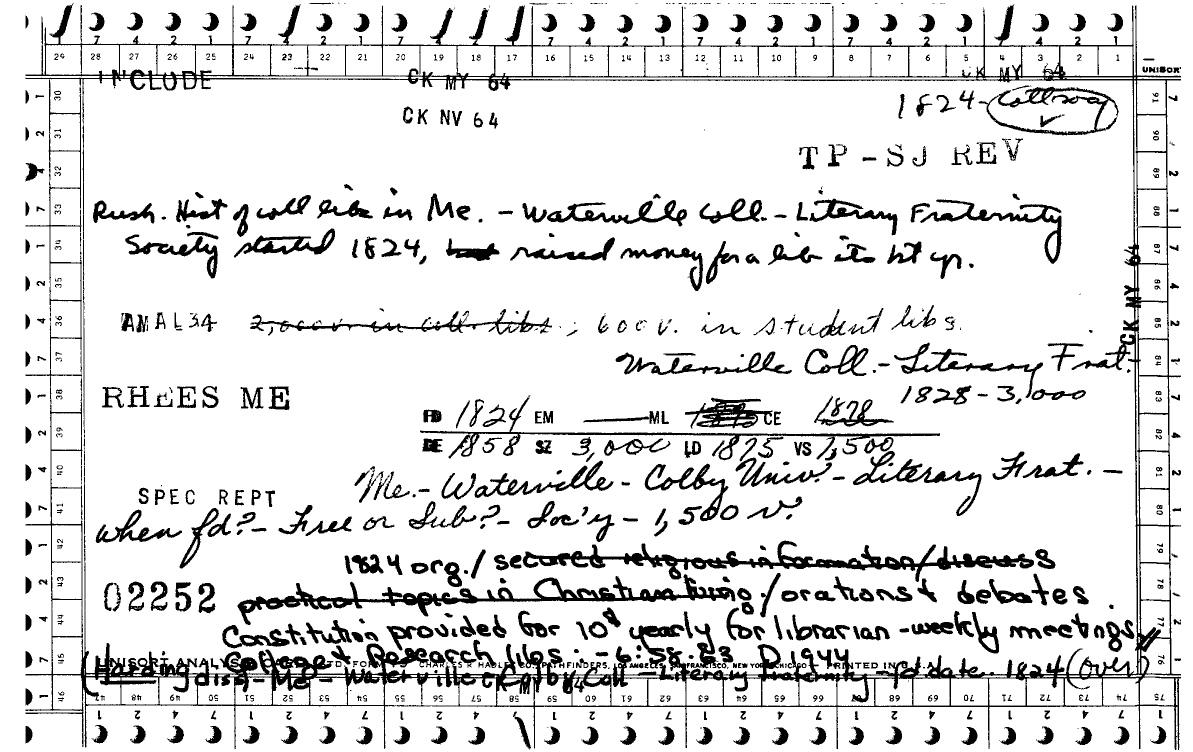 7 4 2 1 7 4 2 1 7 4 2 1 7 4 2 1 7 4 2 1 7 4 2 1 7 4 2 1
29 28 27 26 25 24 23 22 21 20 19 18 17 16 15 14 13 12 11 10 9 8 7 6 5 4 3 2 1
UNISORT
INCLUDE CK MY 64 CK MY 64
1824 - Coll soc'y
CK NV 64
TP - SJ REV
Rush. Hist of coll libs in Me. - Waterville Coll. - Literary Fraternity
Society started 1824, raised money for a lib its 1st yr.
CK MY 64
AMAL34 2,000 v. in coll. libs; 600 v. in student libs.
Waterville Coll. - Literary Frat.
1828 - 3,000
RHEES ME
FD 1824 EM — ML CE 1878
DE 1858 SZ 3,000 LD 1875 VS 1,500
SPEC REPT
Me. - Waterville - Colby Univ. - Literary Frat. -
when fd? - Free or Sub? - Soc'y - 1,500 v.
1824 org. / secured religious information / discuss
02252 practical topics in Christian living. / orations & debates.
Constitution provided for 10$ yearly for librarian - weekly meetings
College & Research libs. - 6:58-83 D 1944
UNISORT ANALYSIS CHARLES R. HADLEY PATHFINDERS, LOS ANGELES, SAN FRANCISCO, NEW YORK, CHICAGO - PRINTED IN U.S.A.
(Harding diss - Me - Waterville - Colby Coll - Literary fraternity - fd date. 1824 (over)
CK MY 64
30 31 32 33 34 35 36 37 38 39 40 41 42 43 44 45 46
91 90 89 88 87 86 85 84 83 82 81 80 79 78 77 76 75
47 48 49 50 51 52 53 54 55 56 57 58 59 60 61 62 63 64 65 66 67 68 69 70 71 72 73 74
1 2 4 7 1 2 4 7 1 2 4 7 1 2 4 7 1 2 4 7 1 2 4 7 1 2 4 7